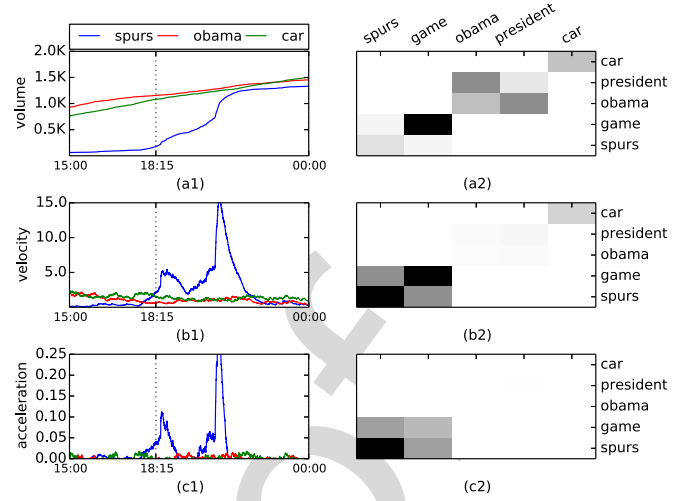 spurs obama car
2.0K
1.5K
1.0K
0.5K
volume
15:00 18:15 00:00
(a1)
spurs game obama president car
car
president
obama
game
spurs
(a2)
15.0
10.0
5.0
velocity
15:00 18:15 00:00
(b1)
car
president
obama
game
spurs
(b2)
0.25
0.20
0.15
0.10
0.05
0.00
acceleration
15:00 18:15 00:00
(c1)
car
president
obama
game
spurs
(c2)